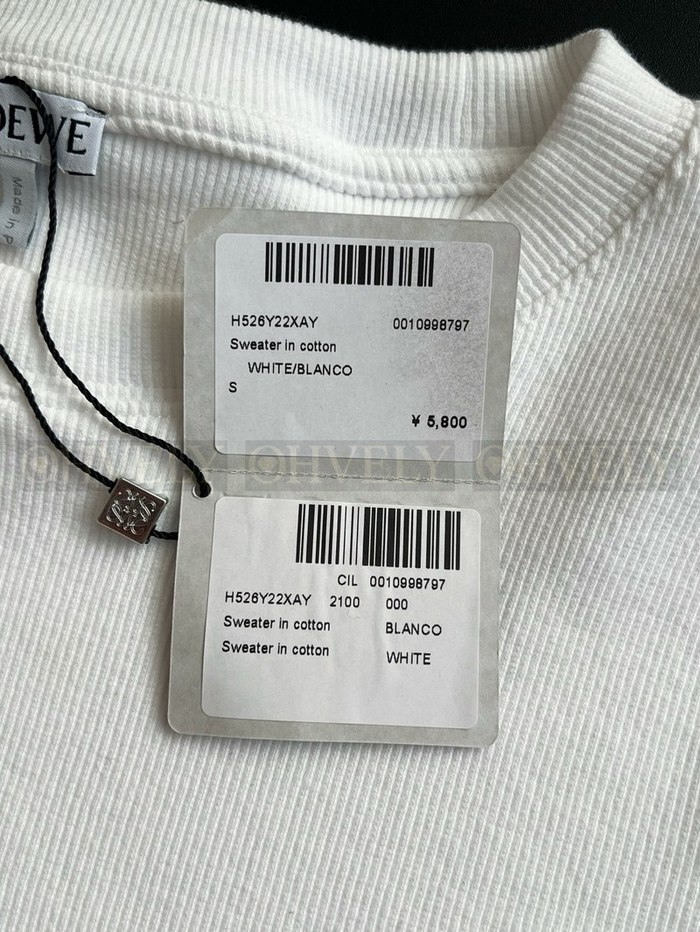 OEWE
Made in P
H526Y22XAY 0010998797
Sweater in cotton
WHITE/BLANCO
S
¥ 5,800
OHVELY
CIL 0010998797
H526Y22XAY 2100 000
Sweater in cotton BLANCO
Sweater in cotton WHITE